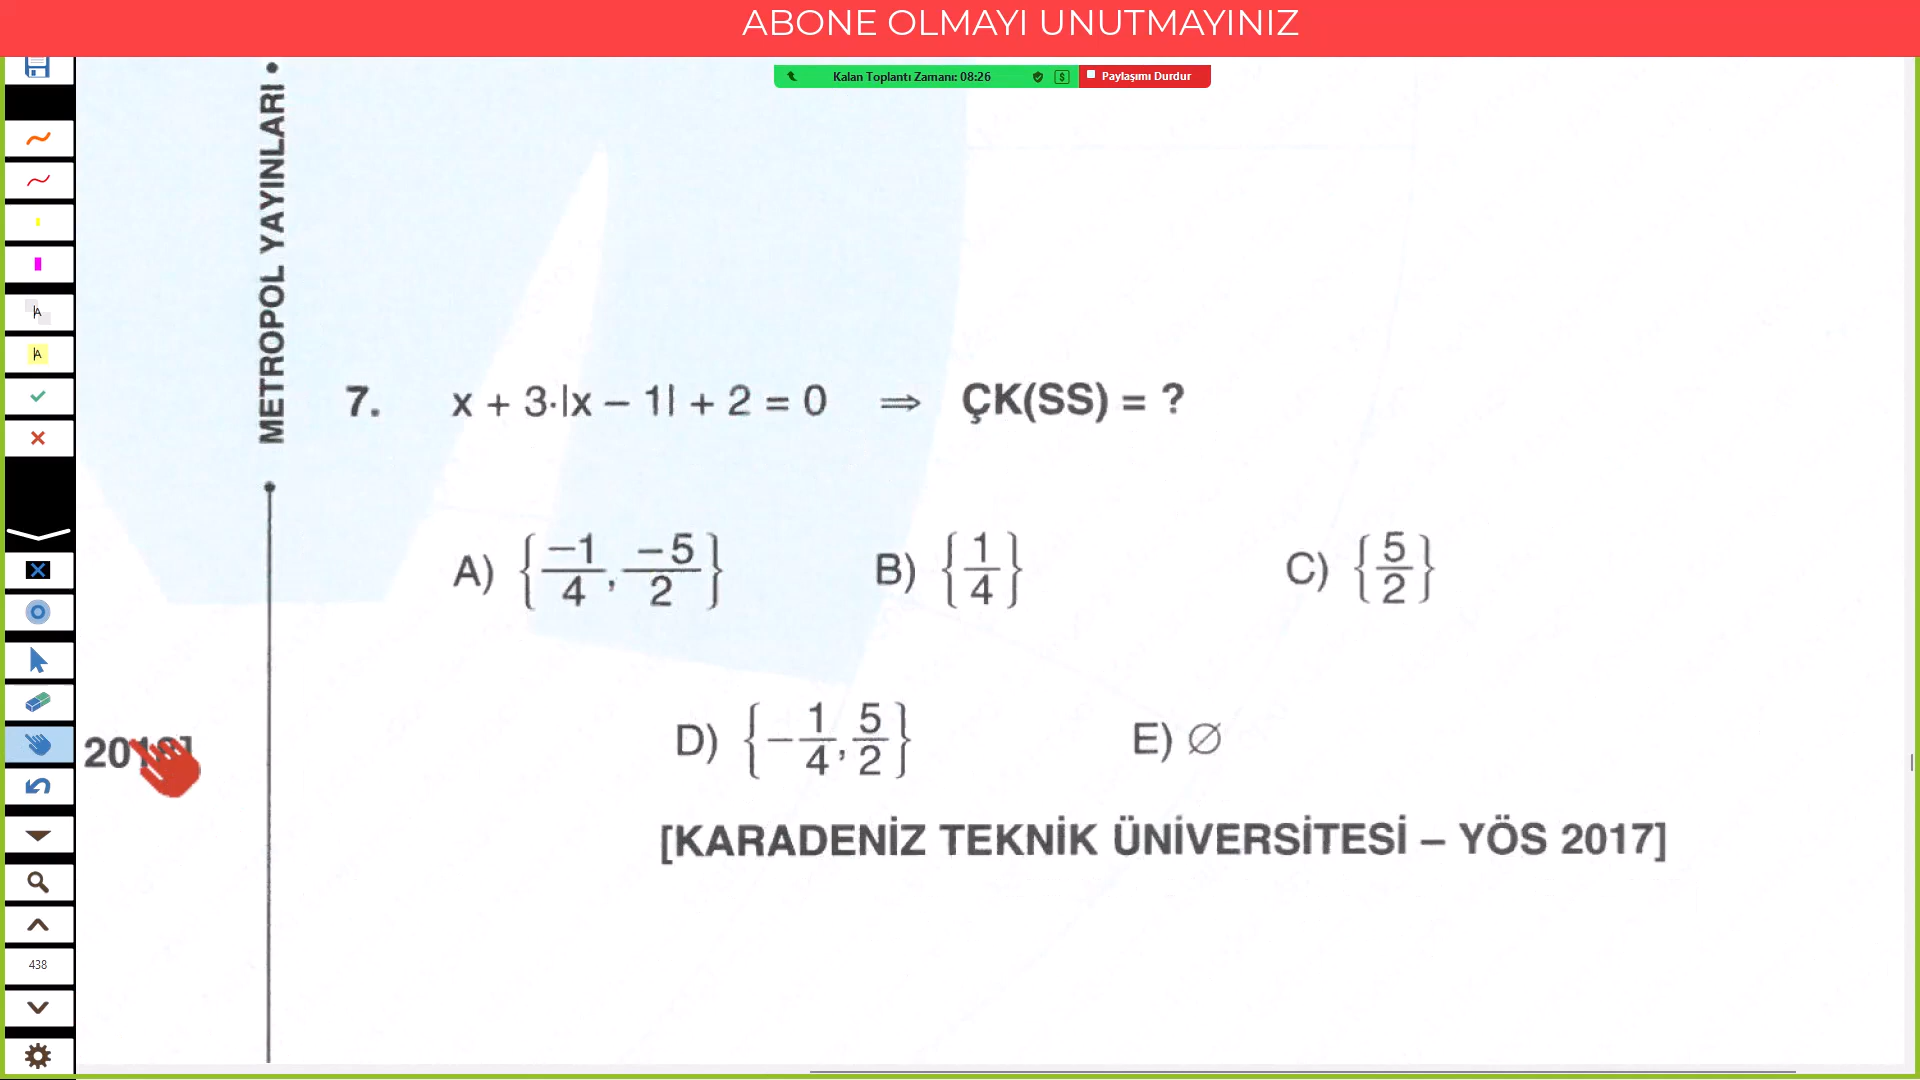 ABONE OLMAYI UNUTMAYINIZ
Kalan Toplantı Zamanı: 08:26
Paylaşımı Durdur
METROPOL YAYINLARI •
7. x + 3·|x – 1| + 2 = 0 ⇒ ÇK(SS) = ?
A) {-1/4, -5/2} B) {1/4} C) {5/2}
D) {-1/4, 5/2} E) ∅
[KARADENİZ TEKNİK ÜNİVERSİTESİ – YÖS 2017]
A
A
438